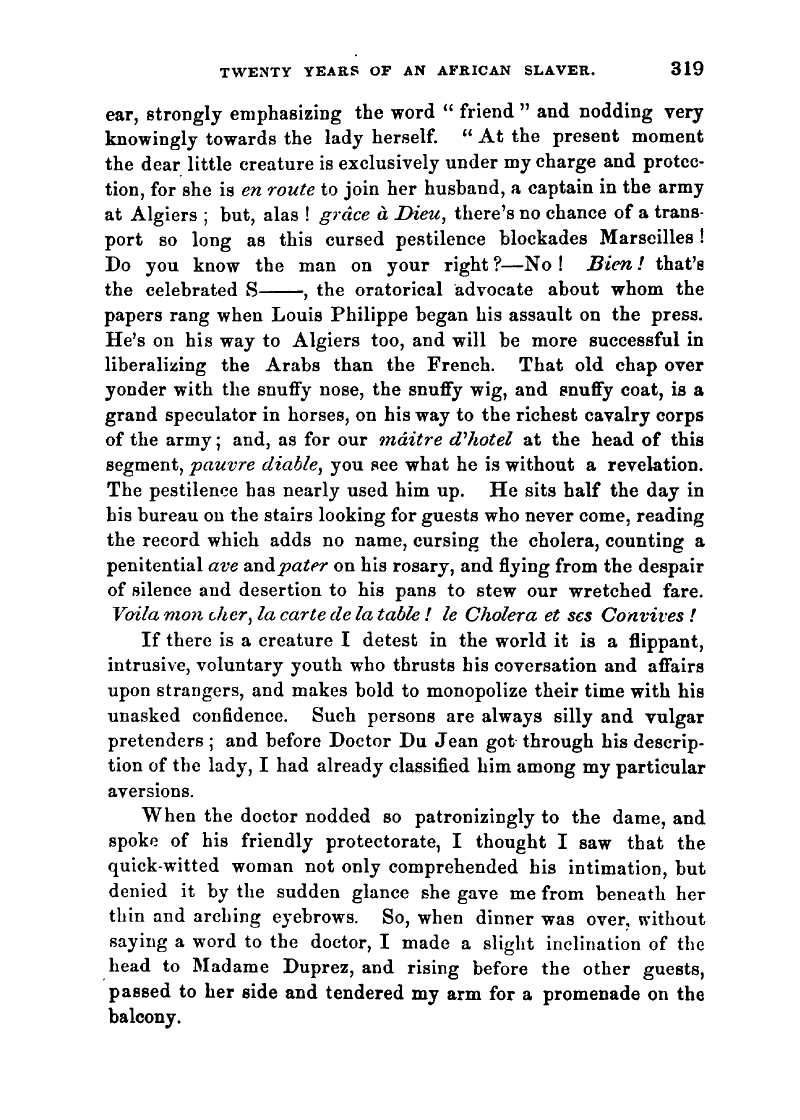 TWENTY YEARS OF AN AFRICAN SLAVER. 319
ear, strongly emphasizing the word “ friend ” and nodding very
knowingly towards the lady herself. “ At the present moment
the dear little creature is exclusively under my charge and protec-
tion, for she is en route to join her husband, a captain in the army
at Algiers ; but, alas ! grâce à Dieu, there's no chance of a trans-
port so long as this cursed pestilence blockades Marseilles !
Do you know the man on your right ?—No ! Bien ! that's
the celebrated S——, the oratorical advocate about whom the
papers rang when Louis Philippe began his assault on the press.
He's on his way to Algiers too, and will be more successful in
liberalizing the Arabs than the French. That old chap over
yonder with the snuffy nose, the snuffy wig, and snuffy coat, is a
grand speculator in horses, on his way to the richest cavalry corps
of the army ; and, as for our máitre d'hotel at the head of this
segment, pauvre diable, you see what he is without a revelation.
The pestilence has nearly used him up. He sits half the day in
his bureau on the stairs looking for guests who never come, reading
the record which adds no name, cursing the cholera, counting a
penitential ave and pater on his rosary, and flying from the despair
of silence and desertion to his pans to stew our wretched fare.
Voila mon cher, la carte de la table ! le Cholera et ses Convives !
If there is a creature I detest in the world it is a flippant,
intrusive, voluntary youth who thrusts his coversation and affairs
upon strangers, and makes bold to monopolize their time with his
unasked confidence. Such persons are always silly and vulgar
pretenders ; and before Doctor Du Jean got through his descrip-
tion of the lady, I had already classified him among my particular
aversions.
When the doctor nodded so patronizingly to the dame, and
spoke of his friendly protectorate, I thought I saw that the
quick-witted woman not only comprehended his intimation, but
denied it by the sudden glance she gave me from beneath her
thin and arching eyebrows. So, when dinner was over, without
saying a word to the doctor, I made a slight inclination of the
head to Madame Duprez, and rising before the other guests,
passed to her side and tendered my arm for a promenade on the
balcony.